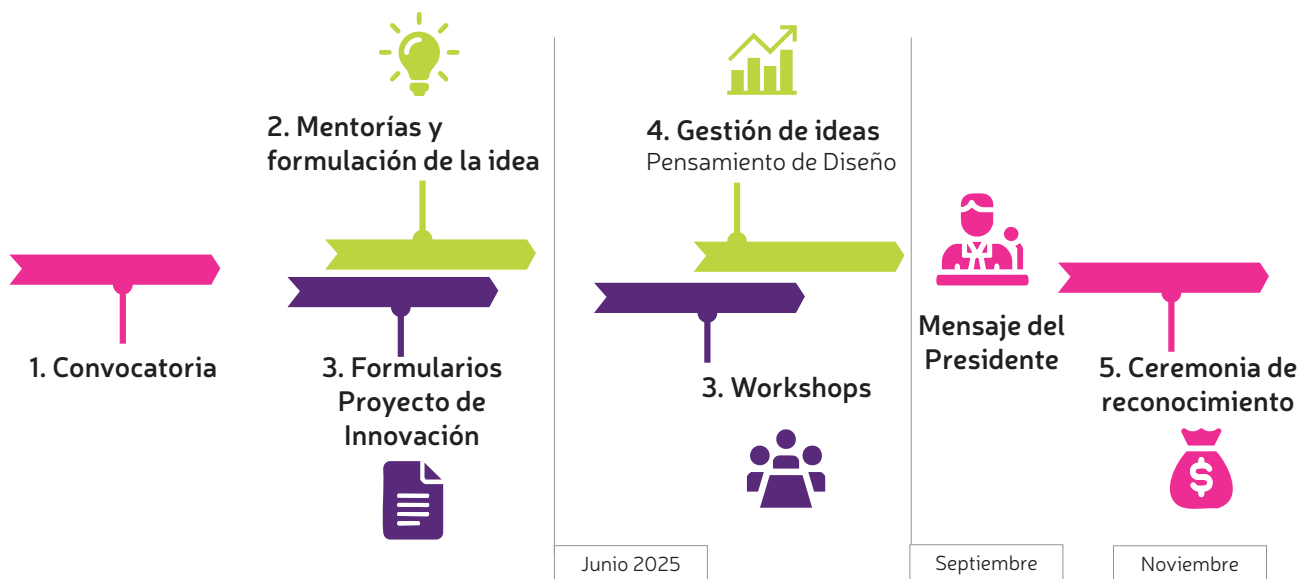 1. Convocatoria
2. Mentorías y
formulación de la idea
3. Formularios
Proyecto de
Innovación
4. Gestión de ideas
Pensamiento de Diseño
3. Workshops
Mensaje del
Presidente
5. Ceremonia de
reconocimiento
$
Junio 2025
Septiembre
Noviembre